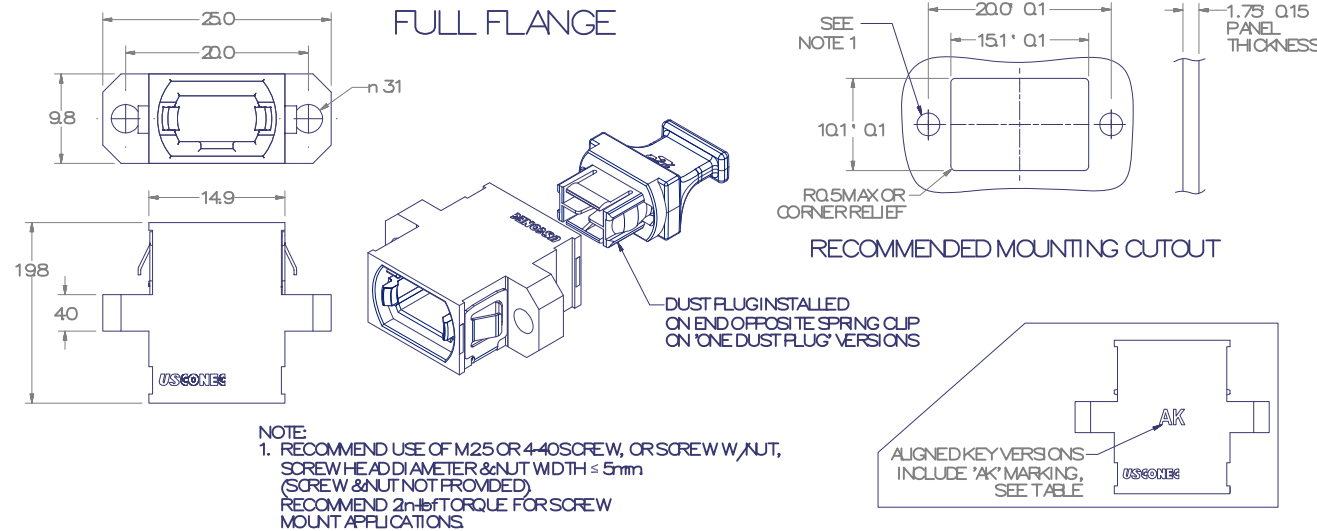 FULL FLANGE
25.0
20.0
n 3.1
9.8
14.9
19.8
4.0
USCONEC
USCONEC
DUST PLUG INSTALLED
ON END OPPOSITE SPRING CLIP
ON 'ONE DUST PLUG' VERSIONS
NOTE:
1. RECOMMEND USE OF M2.5 OR 4-40 SCREW, OR SCREW W/NUT,
SCREW HEAD DIAMETER & NUT WIDTH ≤ 5mm
(SCREW & NUT NOT PROVIDED)
RECOMMEND 2in-lbf TORQUE FOR SCREW
MOUNT APPLICATIONS.
SEE
NOTE 1
20.0' 0.1
15.1' 0.1
10.1' 0.1
1.75' 0.15
PANEL
THICKNESS
R0.5 MAX OR
CORNER RELIEF
RECOMMENDED MOUNTING CUTOUT
AK
ALIGNED KEY VERSIONS
INCLUDE 'AK' MARKING,
SEE TABLE
USCONEC